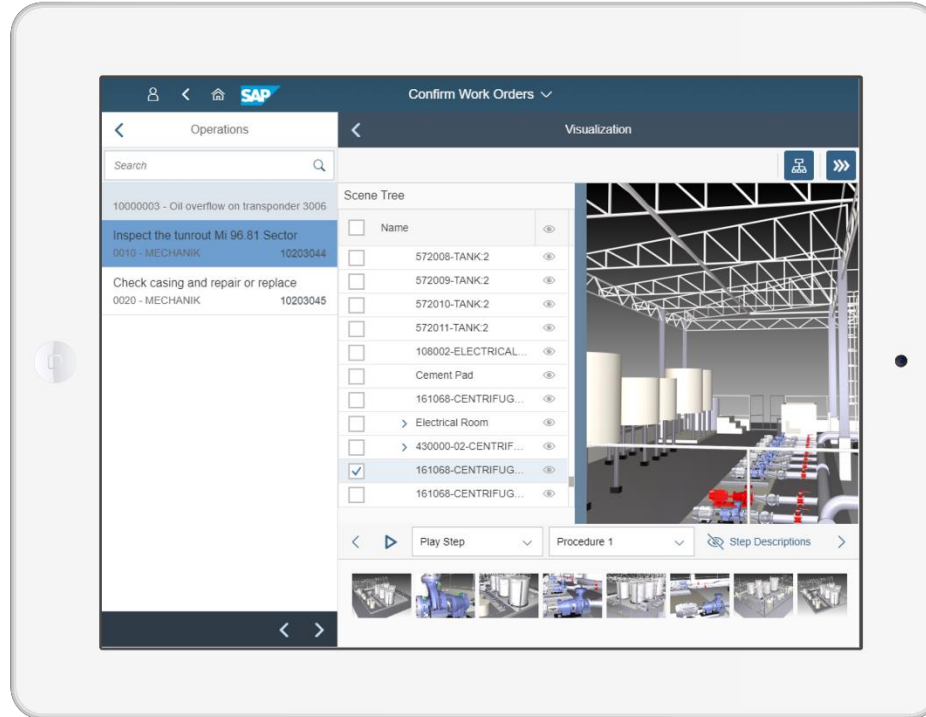 SAP
Confirm Work Orders
Operations
Visualization
Search
10000003 - Oil overflow on transponder 3006
Inspect the tunrout Mi 96.81 Sector
0010 - MECHANIK 10203044
Check casing and repair or replace
0020 - MECHANIK 10203045
Scene Tree
Name
572008-TANK:2
572009-TANK:2
572010-TANK:2
572011-TANK:2
108002-ELECTRICAL...
Cement Pad
161068-CENTRIFUG...
Electrical Room
430000-02-CENTRIF...
161068-CENTRIFUG...
161068-CENTRIFUG...
Play Step
Procedure 1
Step Descriptions